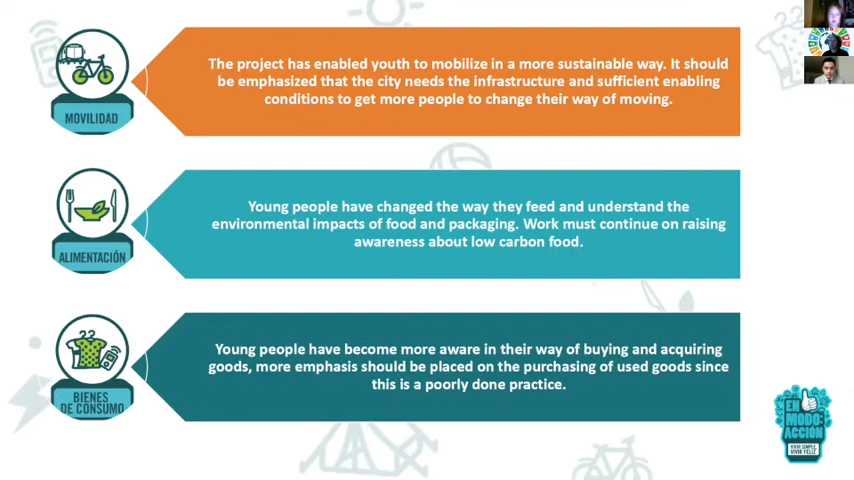 The project has enabled youth to mobilize in a more sustainable way. It should
be emphasized that the city needs the infrastructure and sufficient enabling
conditions to get more people to change their way of moving.
MOVILIDAD
Young people have changed the way they feed and understand the
environmental impacts of food and packaging. Work must continue on raising
awareness about low carbon food.
ALIMENTACIÓN
Young people have become more aware in their way of buying and acquiring
goods, more emphasis should be placed on the purchasing of used goods since
this is a poorly done practice.
BIENES
DE CONSUMO
EN
MODO
ACCIÓN
VIVIR SIMPLE,
VIVIR FELIZ